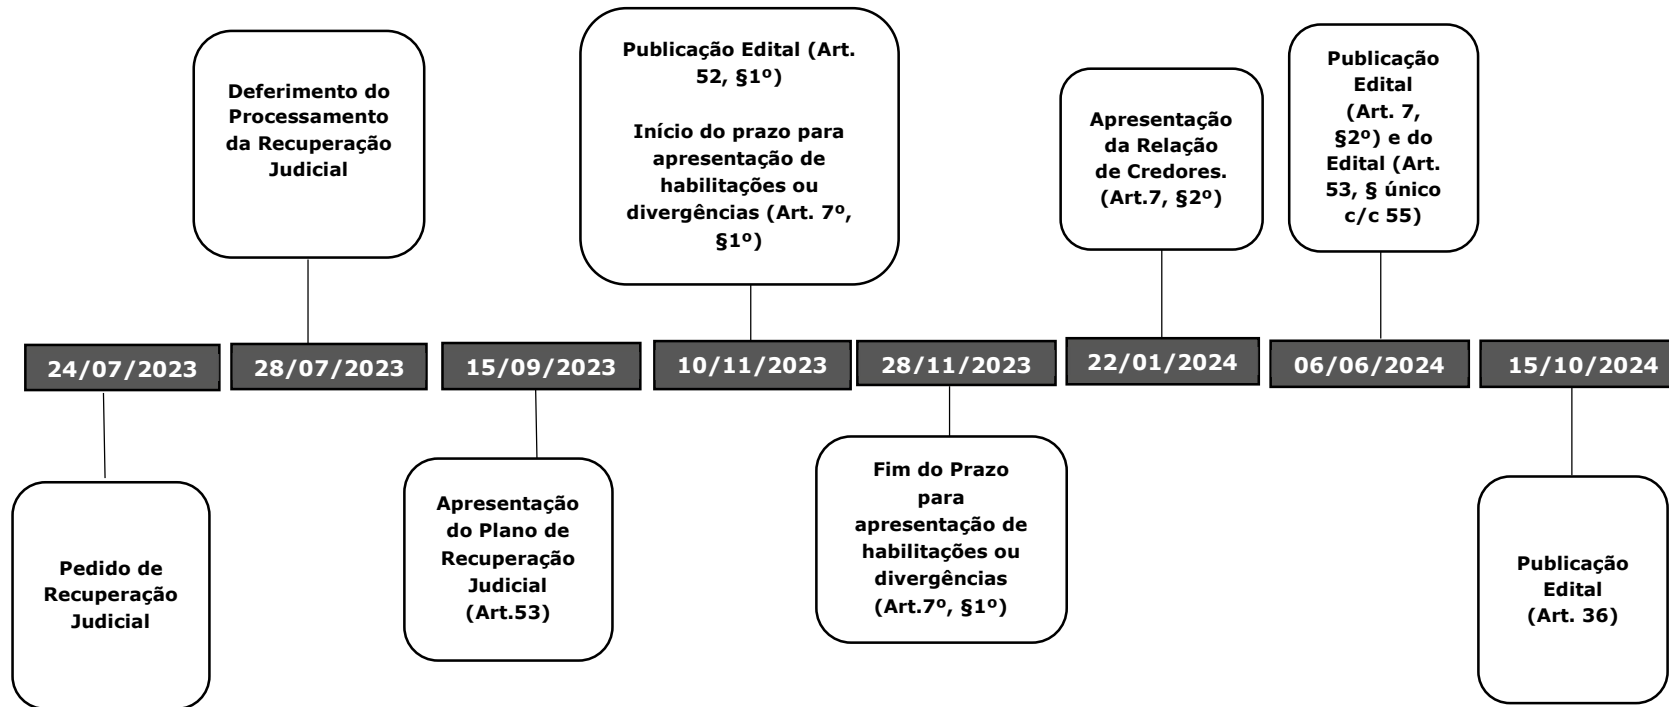 Deferimento do
Processamento
da Recuperação
Judicial
Publicação Edital (Art.
52, §1º)
Início do prazo para
apresentação de
habilitações ou
divergências (Art. 7º,
§1º)
Apresentação
da Relação
de Credores.
(Art.7, §2º)
Publicação
Edital
(Art. 7,
§2º) e do
Edital (Art.
53, § único
c/c 55)
24/07/2023
28/07/2023
15/09/2023
10/11/2023
28/11/2023
22/01/2024
06/06/2024
15/10/2024
Pedido de
Recuperação
Judicial
Apresentação
do Plano de
Recuperação
Judicial
(Art.53)
Fim do Prazo
para
apresentação de
habilitações ou
divergências
(Art.7º, §1º)
Publicação
Edital
(Art. 36)